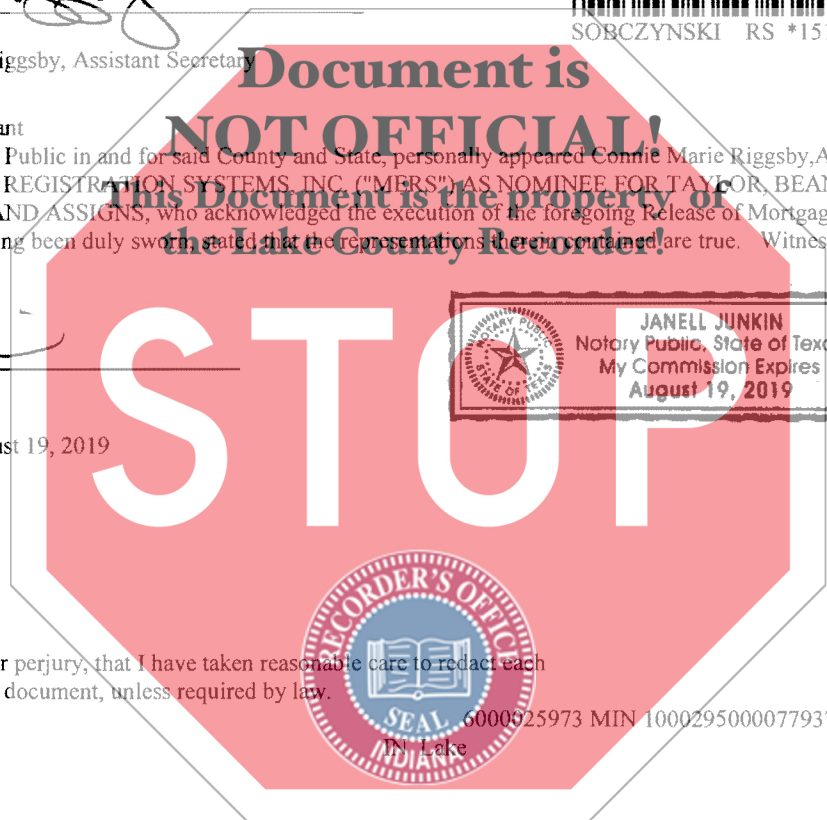 SOBCZYNSKI RS *151
iggsby, Assistant Secretary
Document is
NOT OFFICIAL!
This Document is the property of
the Lake County Recorder!
ant
Public in and for said County and State, personally appeared Connie Marie Riggsby,A
REGISTRATION SYSTEMS, INC. ("MERS") AS NOMINEE FOR TAYLOR, BEAN
AND ASSIGNS, who acknowledged the execution of the foregoing Release of Mortgag
ng been duly sworn, stated that the representations therein contained are true. Witnes
STOP
NOTARY PUBLIC
STATE OF TEXAS
JANELL JUNKIN
Notary Public, State of Texa
My Commission Expires
August 19, 2019
ust 19, 2019
RECORDER'S OFFICE
SEAL
INDIANA
r perjury, that I have taken reasonable care to redact each
document, unless required by law.
6000025973 MIN 1000295000077937
IN Lake